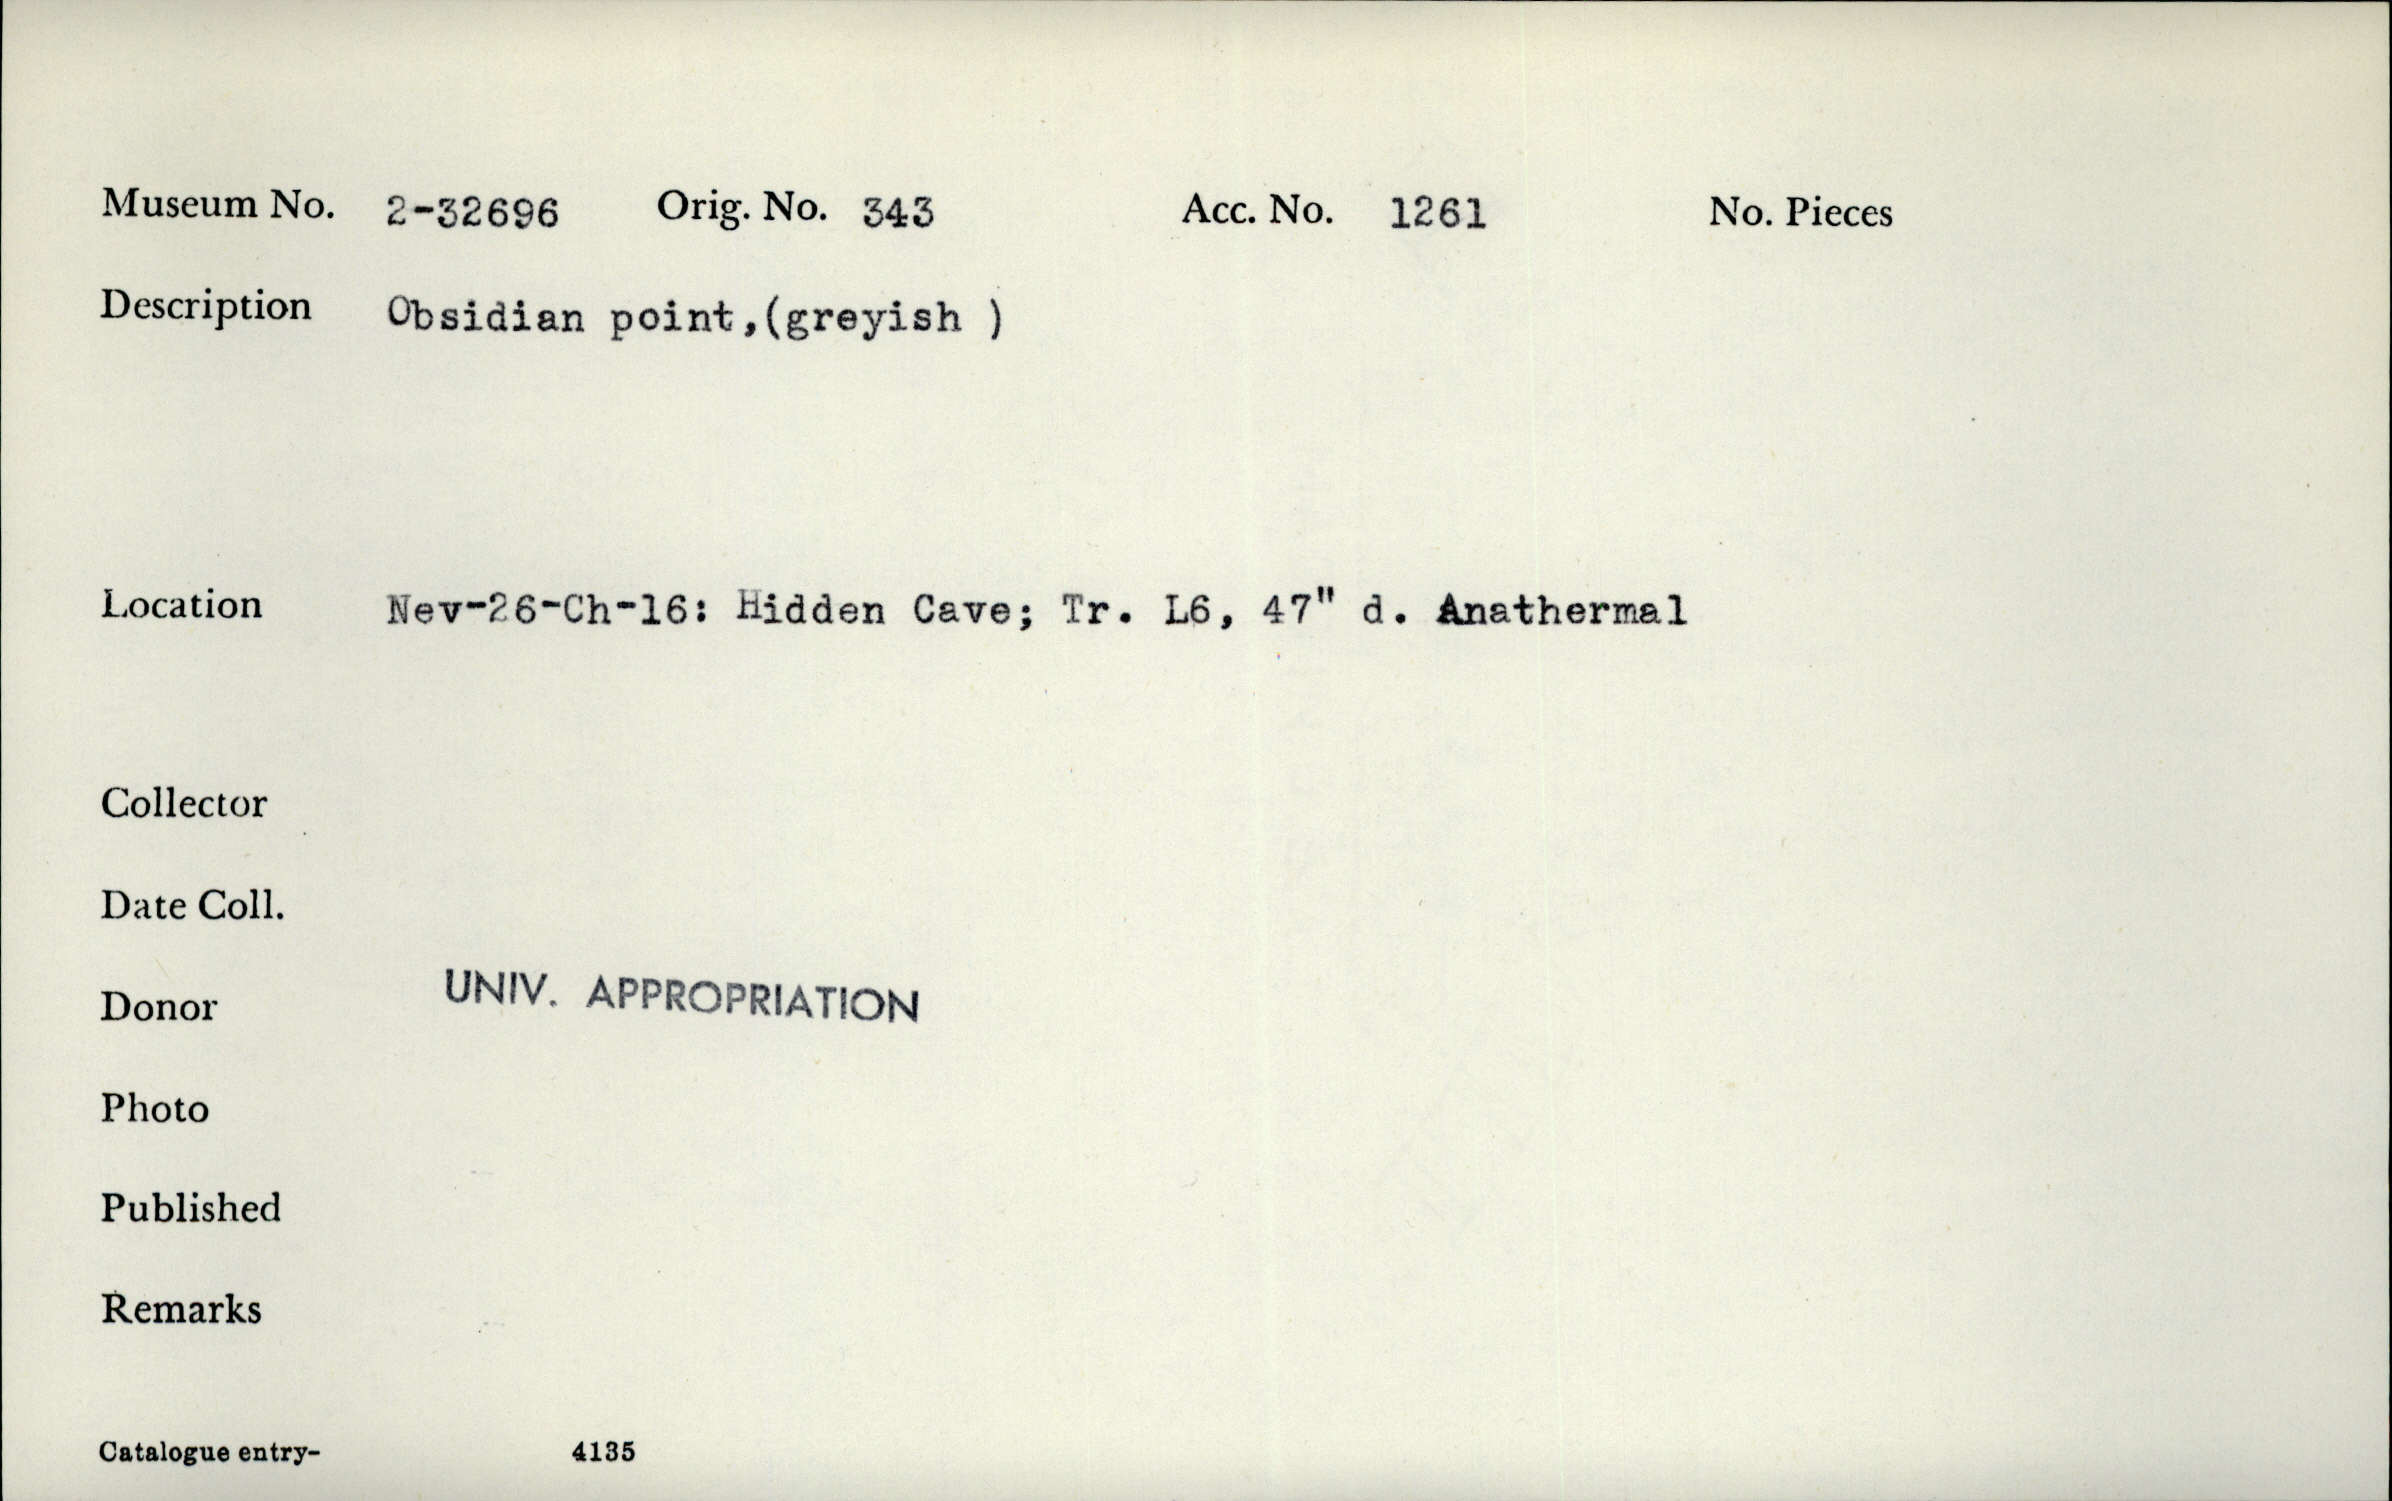 Museum No. 2-32696 Orig. No. 343 Acc. No. 1261 No. Pieces
Description Obsidian point,(greyish )
Location Nev-26-Ch-16: Hidden Cave; Tr. L6, 47" d. Anathermal
Collector
Date Coll.
Donor UNIV. APPROPRIATION
Photo
Published
Remarks
Catalogue entry- 4135